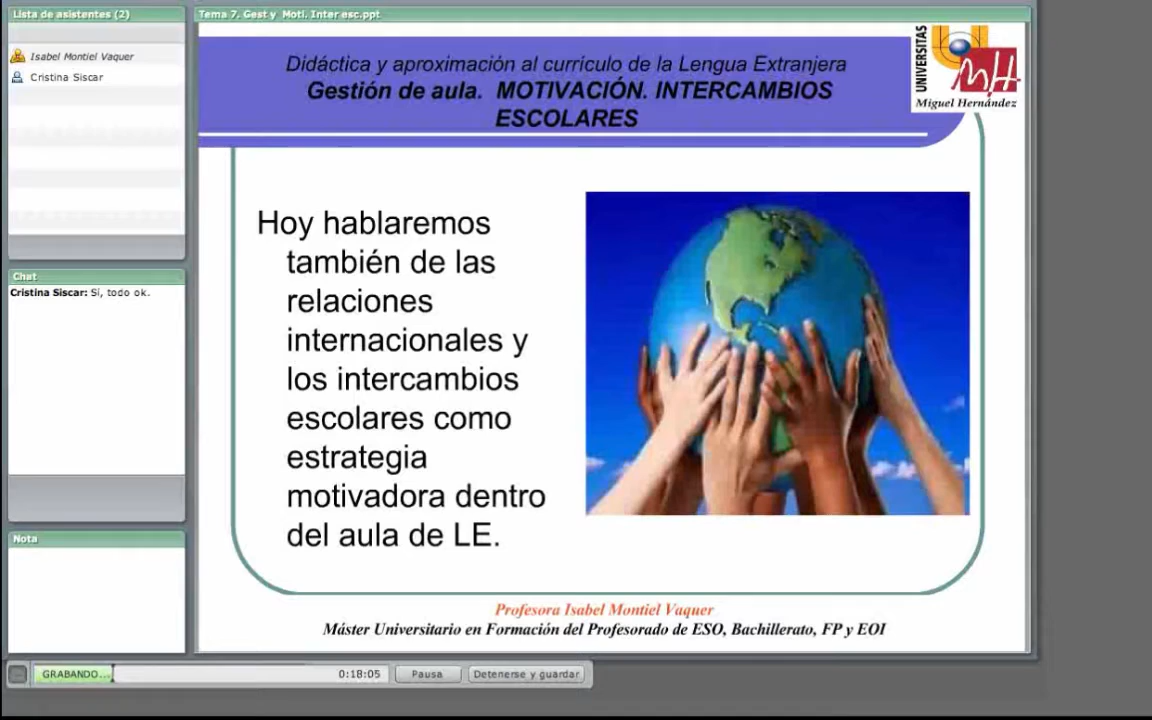 Lista de asistentes (2)
Isabel Montiel Vaquer
Cristina Siscar
Chat
Cristina Siscar: Sí, todo ok.
Nota
Tema 7. Gest y Moti. Inter esc.ppt
Didáctica y aproximación al currículo de la Lengua Extranjera
Gestión de aula. MOTIVACIÓN. INTERCAMBIOS
ESCOLARES
UNIVERSITAS
Miguel Hernández
Hoy hablaremos
también de las
relaciones
internacionales y
los intercambios
escolares como
estrategia
motivadora dentro
del aula de LE.
Profesora Isabel Montiel Vaquer
Máster Universitario en Formación del Profesorado de ESO, Bachillerato, FP y EOI
GRABANDO... 0:18:05 Pausa Detenerse y guardar